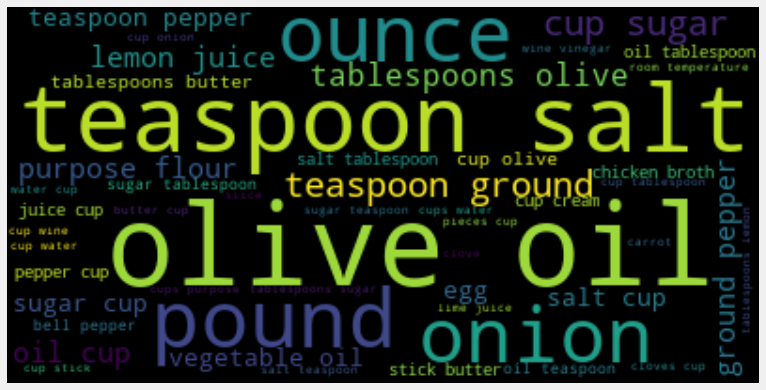 teaspoon pepper
cup onion
ounce
cup sugar
lemon juice
wine vinegar
oil tablespoon
room temperature
tablespoons butter
tablespoons olive
teaspoon salt
purpose flour
salt tablespoon
cup olive
chicken broth
water cup
sugar tablespoon
slice
teaspoon ground
cup tablespoon
cup cream
juice cup
butter cup
sugar teaspoon
cups water
pieces cup
cup wine
cup water
olive oil
carrot
clove
pepper cup
cups purpose
tablespoons sugar
ground pepper
tablespoons lemon
sugar cup
pound
egg
salt cup
lime juice
bell pepper
onion
oil cup
vegetable oil
cup stick
salt teaspoon
stick butter
oil teaspoon
cloves cup